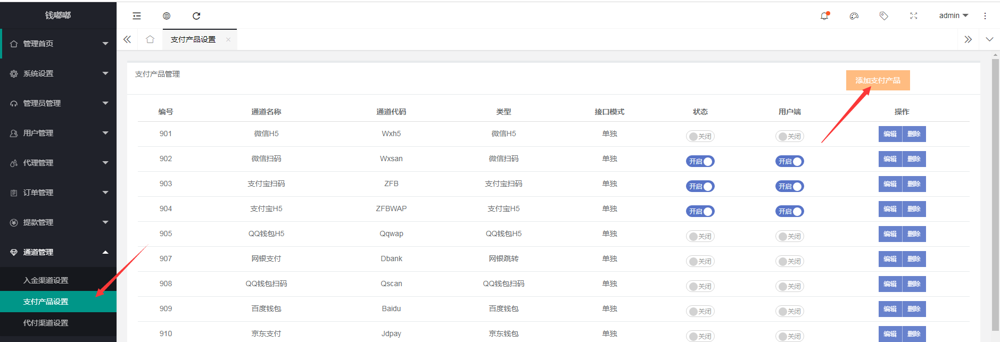 钱嘟嘟
admin
管理首页
系统设置
管理员管理
用户管理
代理管理
订单管理
提款管理
通道管理
入金渠道设置
支付产品设置
代付渠道设置
支付产品设置
支付产品管理
添加支付产品
编号 通道名称 通道代码 类型 接口模式 状态 用户端 操作
901 微信H5 Wxh5 微信H5 单独 关闭 关闭 编辑 删除
902 微信扫码 Wxsan 微信扫码 单独 开启 开启 编辑 删除
903 支付宝扫码 ZFB 支付宝扫码 单独 开启 开启 编辑 删除
904 支付宝H5 ZFBWAP 支付宝H5 单独 开启 开启 编辑 删除
905 QQ钱包H5 Qqwap QQ钱包H5 单独 关闭 关闭 编辑 删除
907 网银支付 Dbank 网银跳转 单独 关闭 关闭 编辑 删除
908 QQ钱包扫码 Qscan QQ钱包扫码 单独 关闭 关闭 编辑 删除
909 百度钱包 Baidu 百度钱包 单独 关闭 关闭 编辑 删除
910 京东支付 Jdpay 京东钱包 单独 关闭 关闭 编辑 删除